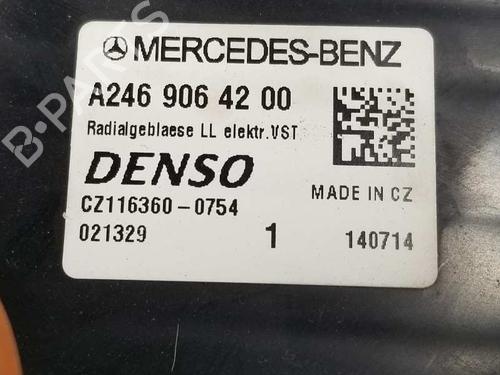 MERCEDES-BENZ
A246 906 42 00
Radialgeblaese LL elektr.VST
DENSO
MADE IN CZ
CZ116360-0754
021329 1 140714
B-PARTS